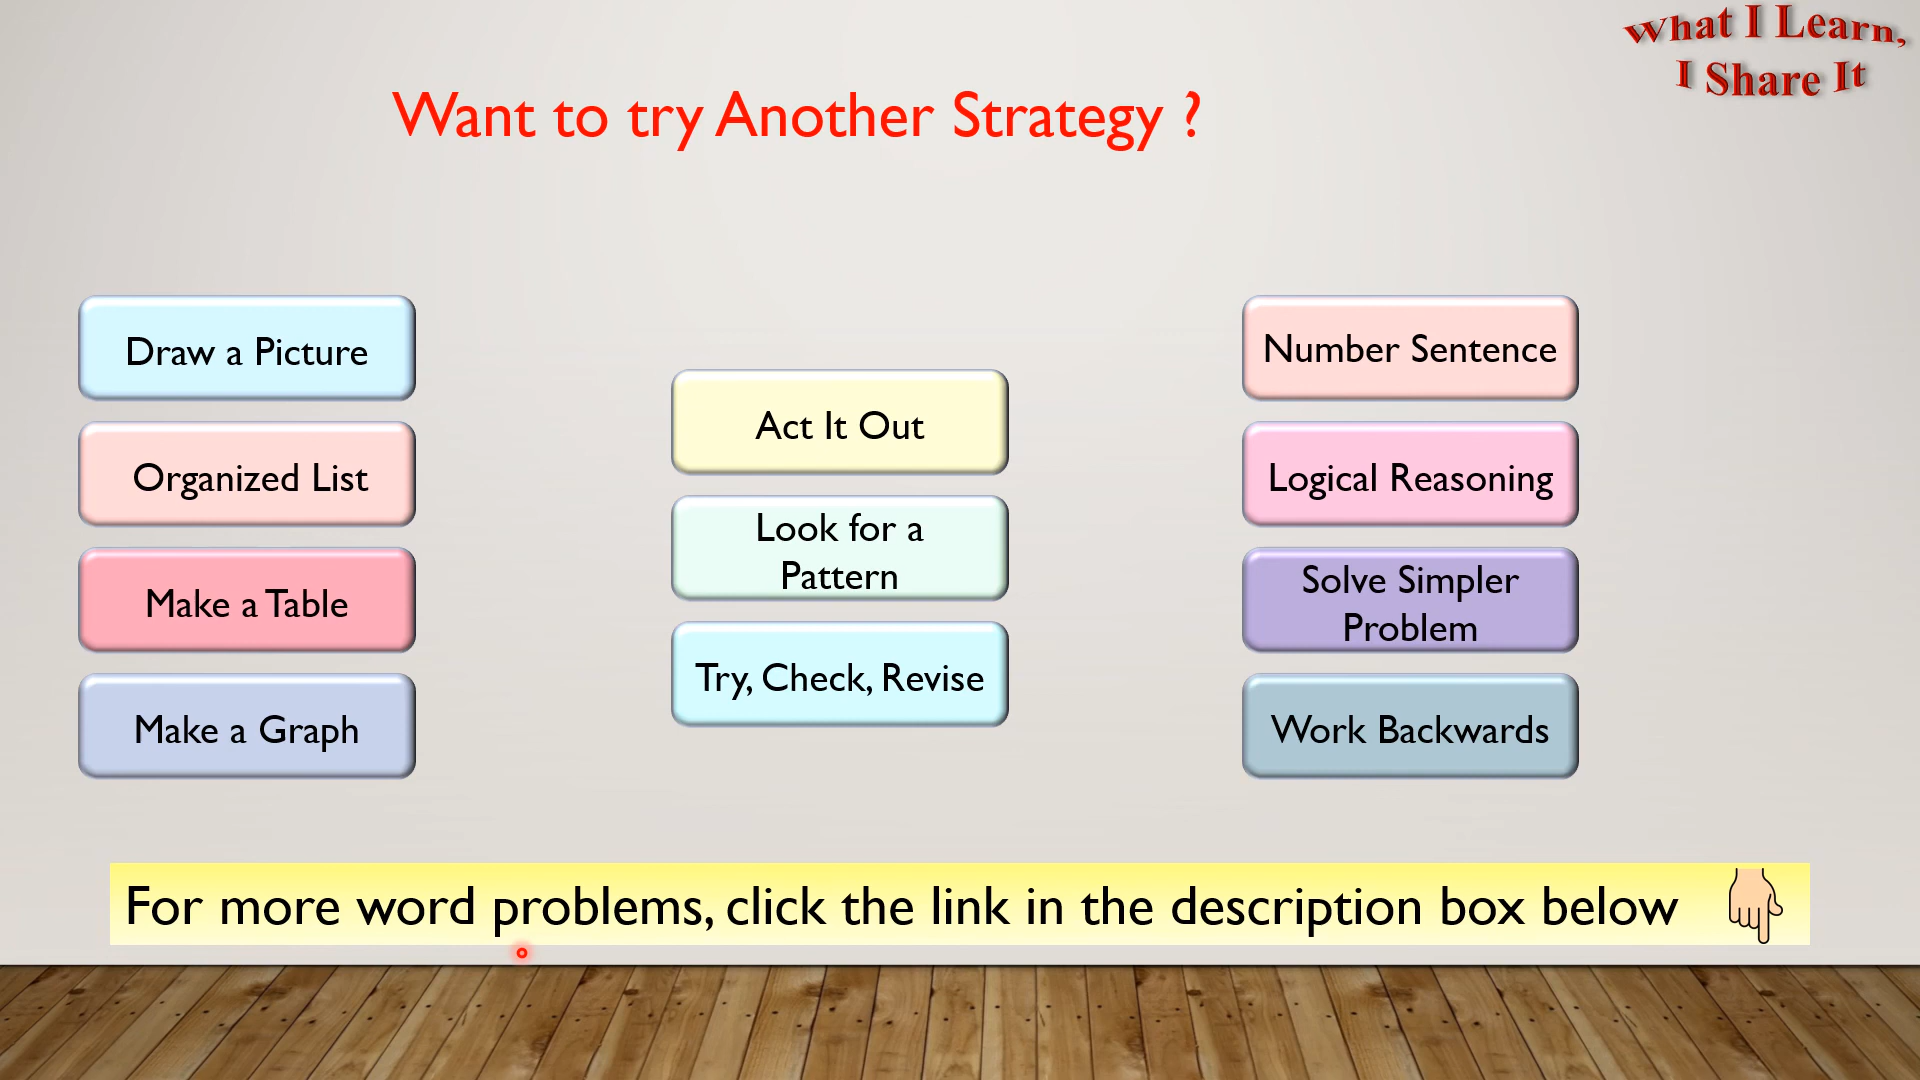 What I Learn,
I Share It
Want to try Another Strategy ?
Draw a Picture
Organized List
Make a Table
Make a Graph
Act It Out
Look for a
Pattern
Try, Check, Revise
Number Sentence
Logical Reasoning
Solve Simpler
Problem
Work Backwards
For more word problems, click the link in the description box below